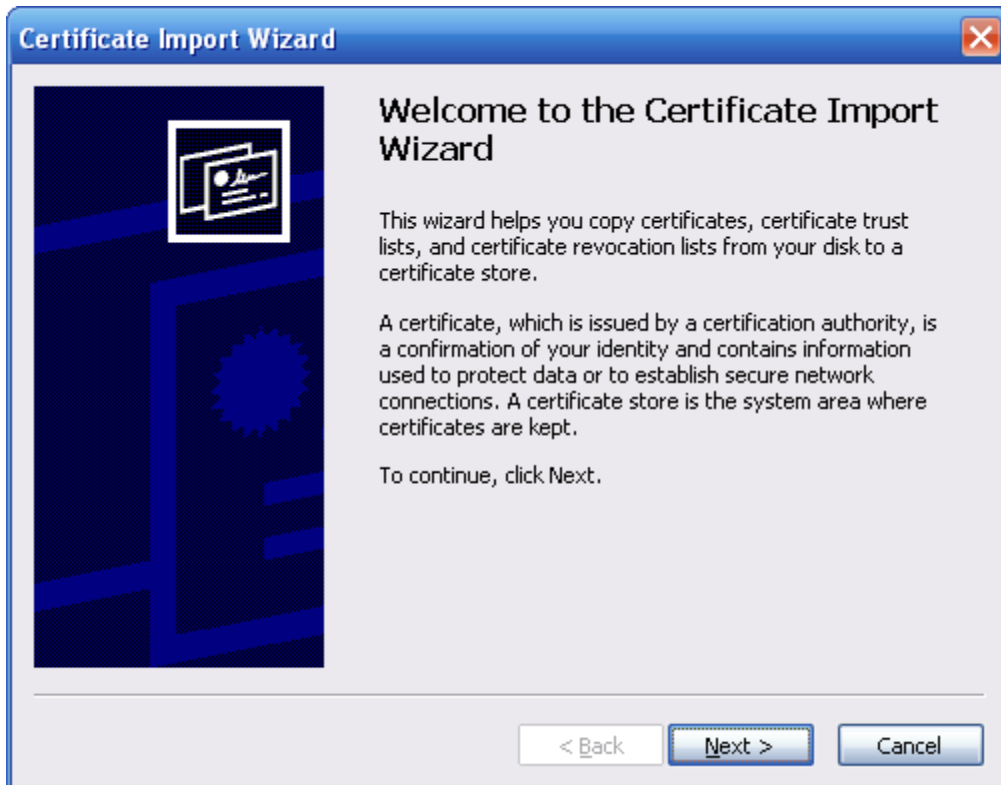 Certificate Import Wizard
Welcome to the Certificate Import
Wizard
This wizard helps you copy certificates, certificate trust
lists, and certificate revocation lists from your disk to a
certificate store.
A certificate, which is issued by a certification authority, is
a confirmation of your identity and contains information
used to protect data or to establish secure network
connections. A certificate store is the system area where
certificates are kept.
To continue, click Next.
< Back
Next >
Cancel